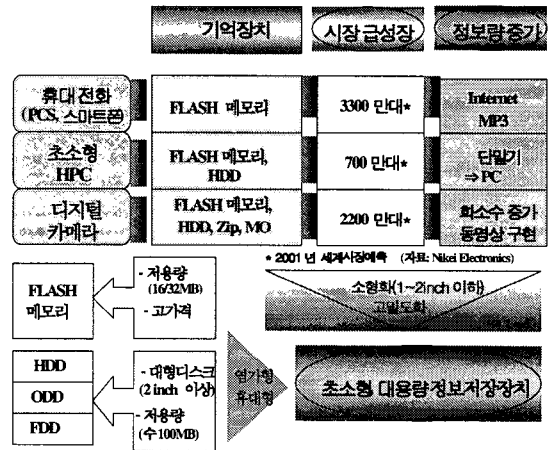 기억장치
시장 급성장
정보량 증가
휴대 전화
(PCS, 스마트폰)
FLASH 메모리
3300 만대*
Internet
MP3
초소형
HPC
FLASH 메모리,
HDD
700 만대*
단말기
⇒ PC
디지털
카메라
FLASH 메모리,
HDD, Zip, MO
2200 만대*
화소수 증가
동영상 구현
* 2001 년 세계시장예측 (자료: Nikei Electronics)
FLASH
메모리
- 저용량
(16/32MB)
- 고가격
소형화(1~2inch 이하)
고밀도화
HDD
ODD
FDD
- 대형디스크
(2 inch 이상)
- 저용량
(수 100MB)
염가형
휴대형
초소형, 대용량 정보저장장치